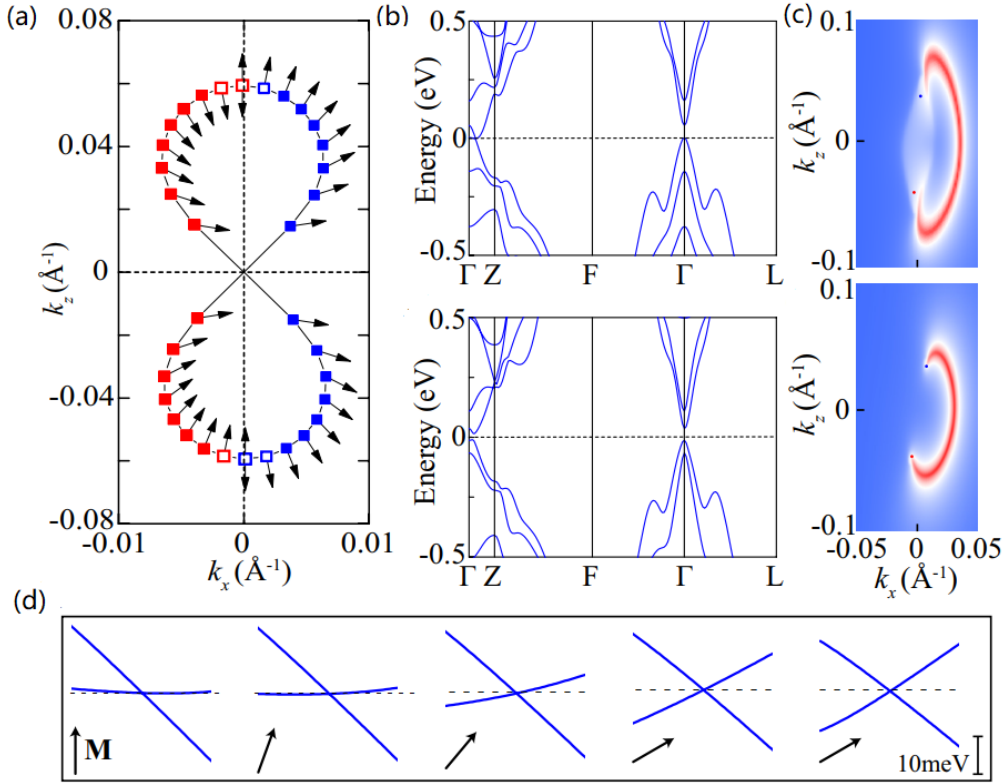 (a)
0.08
0.04
0
-0.04
-0.08
k_z (Å⁻¹)
-0.01
0
0.01
k_x (Å⁻¹)
(b)
0.5
0
-0.5
Energy (eV)
Γ Z F Γ L
0.5
0
-0.5
Energy (eV)
Γ Z F Γ L
(c)
0.1
0
-0.1
k_z (Å⁻¹)
0.1
0
-0.1
k_z (Å⁻¹)
-0.05 0 0.05
k_x (Å⁻¹)
(d)
M
10meV